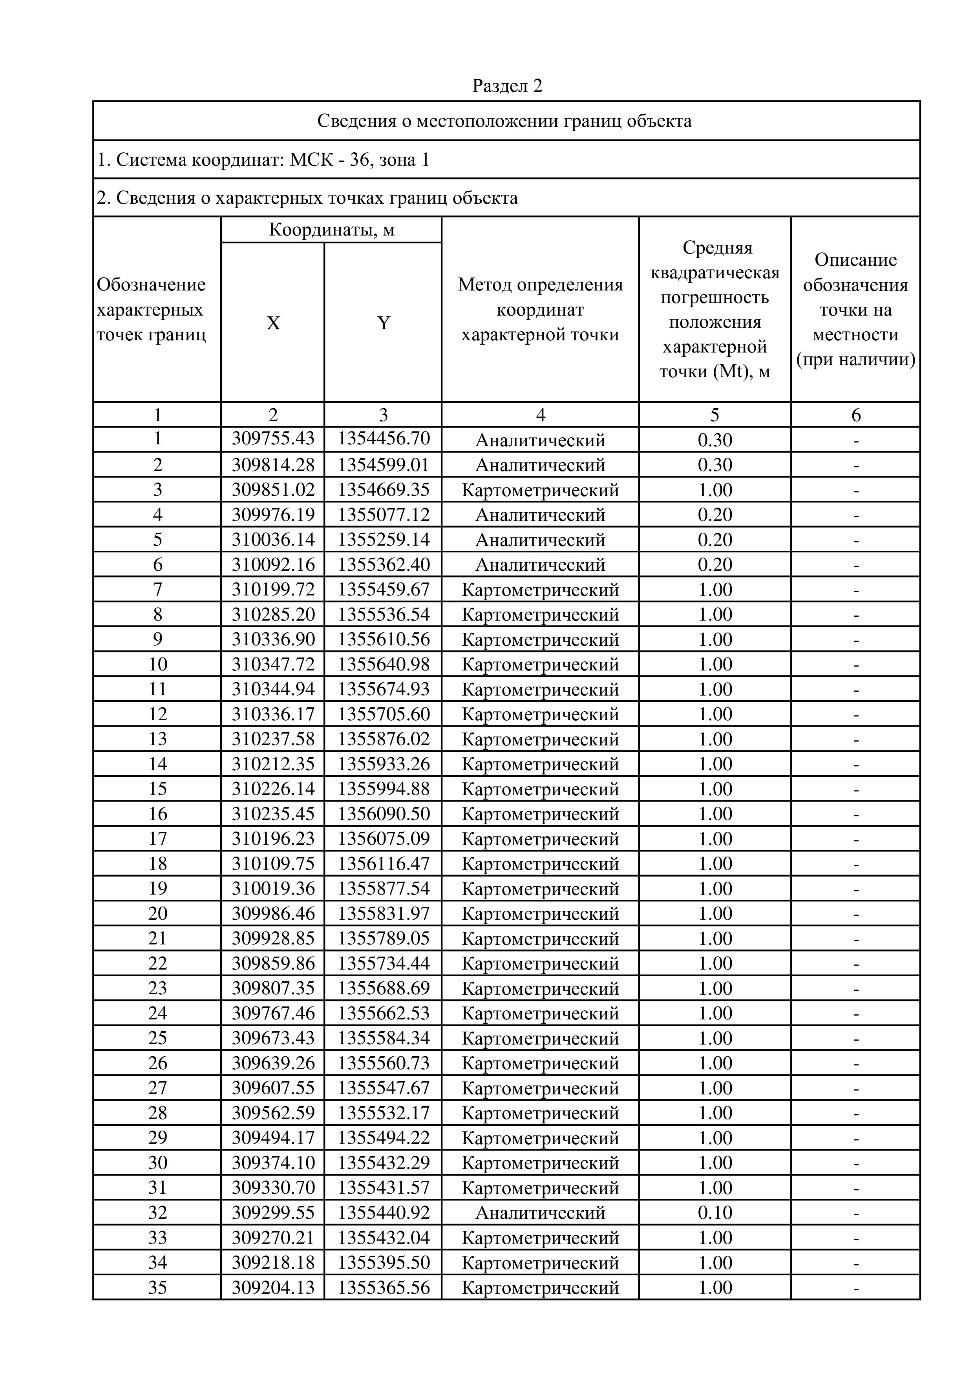 Раздел 2
Сведения о местоположении границ объекта
1. Система координат: МСК - 36, зона 1
2. Сведения о характерных точках границ объекта
Обозначение
характерных
точек границ
Координаты, м
X
Y
Метод определения
координат
характерной точки
Средняя
квадратическая
погрешность
положения
характерной
точки (Mt), м
Описание
обозначения
точки на
местности
(при наличии)
1 2 3 4 5 6
1 309755.43 1354456.70 Аналитический 0.30 -
2 309814.28 1354599.01 Аналитический 0.30 -
3 309851.02 1354669.35 Картометрический 1.00 -
4 309976.19 1355077.12 Аналитический 0.20 -
5 310036.14 1355259.14 Аналитический 0.20 -
6 310092.16 1355362.40 Аналитический 0.20 -
7 310199.72 1355459.67 Картометрический 1.00 -
8 310285.20 1355536.54 Картометрический 1.00 -
9 310336.90 1355610.56 Картометрический 1.00 -
10 310347.72 1355640.98 Картометрический 1.00 -
11 310344.94 1355674.93 Картометрический 1.00 -
12 310336.17 1355705.60 Картометрический 1.00 -
13 310237.58 1355876.02 Картометрический 1.00 -
14 310212.35 1355933.26 Картометрический 1.00 -
15 310226.14 1355994.88 Картометрический 1.00 -
16 310235.45 1356090.50 Картометрический 1.00 -
17 310196.23 1356075.09 Картометрический 1.00 -
18 310109.75 1356116.47 Картометрический 1.00 -
19 310019.36 1355877.54 Картометрический 1.00 -
20 309986.46 1355831.97 Картометрический 1.00 -
21 309928.85 1355789.05 Картометрический 1.00 -
22 309859.86 1355734.44 Картометрический 1.00 -
23 309807.35 1355688.69 Картометрический 1.00 -
24 309767.46 1355662.53 Картометрический 1.00 -
25 309673.43 1355584.34 Картометрический 1.00 -
26 309639.26 1355560.73 Картометрический 1.00 -
27 309607.55 1355547.67 Картометрический 1.00 -
28 309562.59 1355532.17 Картометрический 1.00 -
29 309494.17 1355494.22 Картометрический 1.00 -
30 309374.10 1355432.29 Картометрический 1.00 -
31 309330.70 1355431.57 Картометрический 1.00 -
32 309299.55 1355440.92 Аналитический 0.10 -
33 309270.21 1355432.04 Картометрический 1.00 -
34 309218.18 1355395.50 Картометрический 1.00 -
35 309204.13 1355365.56 Картометрический 1.00 -